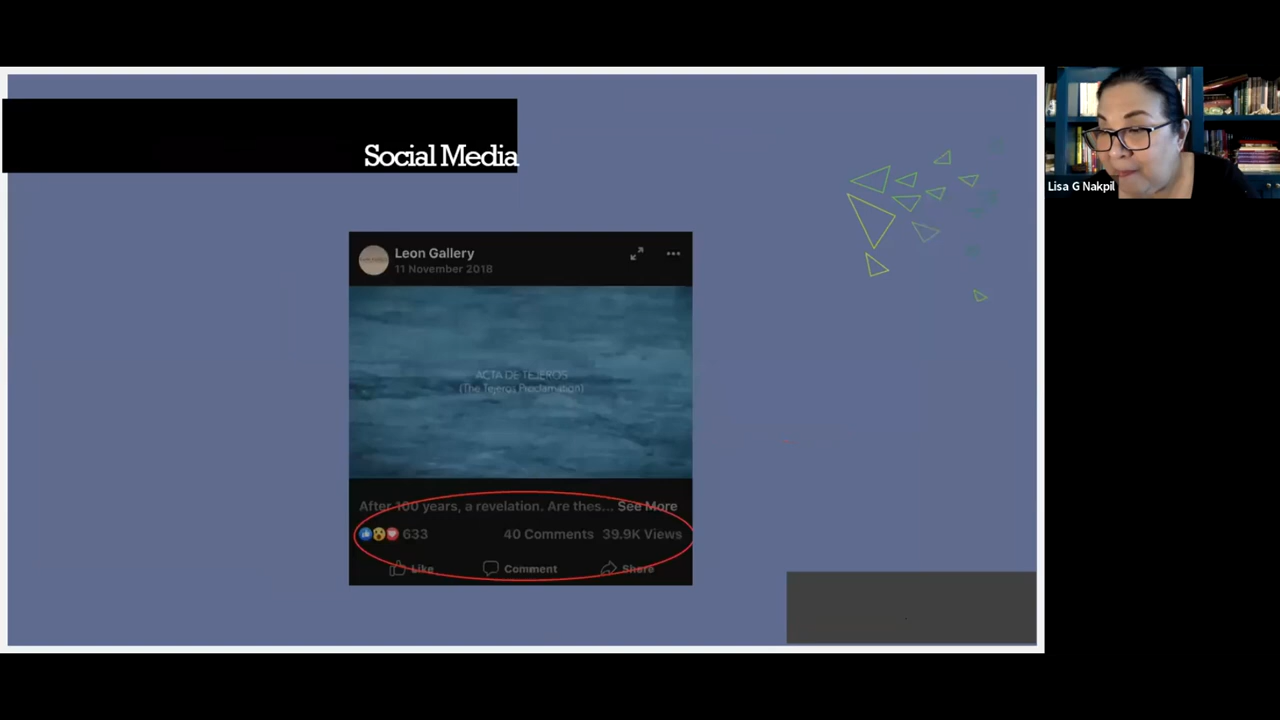 Social Media
Leon Gallery
11 November 2018
ACTA DE TEJEROS
(The Tejeros Proclamation)
After 100 years, a revelation. Are thes... See More
633 40 Comments 39.9K Views
Like Comment Share
Lisa G Nakpil